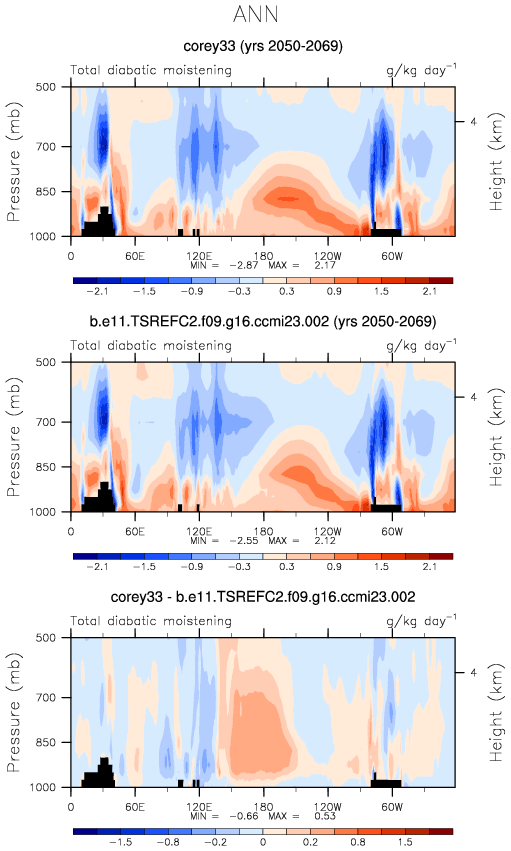 ANN
corey33 (yrs 2050-2069)
Total diabatic moistening g/kg day⁻¹
Pressure (mb)
500
700
850
1000
4
Height (km)
0 60E 120E 180 120W 60W
MIN = -2.87 MAX = 2.17
-2.1 -1.5 -0.9 -0.3 0.3 0.9 1.5 2.1
b.e11.TSREFC2.f09.g16.ccmi23.002 (yrs 2050-2069)
Total diabatic moistening g/kg day⁻¹
Pressure (mb)
500
700
850
1000
4
Height (km)
0 60E 120E 180 120W 60W
MIN = -2.55 MAX = 2.12
-2.1 -1.5 -0.9 -0.3 0.3 0.9 1.5 2.1
corey33 - b.e11.TSREFC2.f09.g16.ccmi23.002
Total diabatic moistening g/kg day⁻¹
Pressure (mb)
500
700
850
1000
4
Height (km)
0 60E 120E 180 120W 60W
MIN = -0.66 MAX = 0.53
-1.5 -0.8 -0.2 0 0.2 0.8 1.5